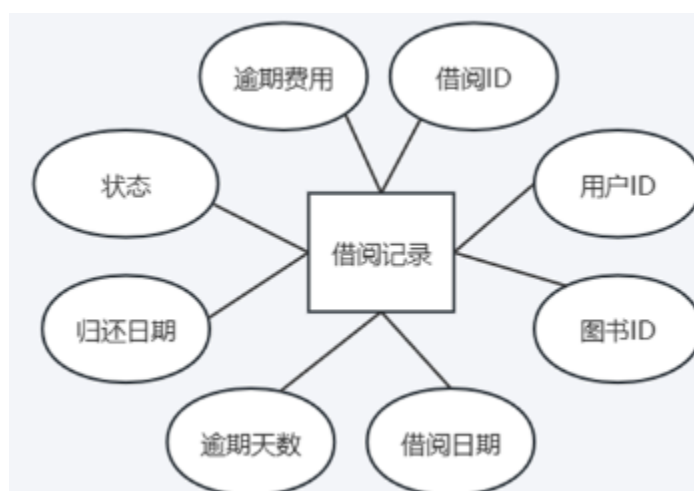 逾期费用
借阅ID
状态
用户ID
借阅记录
归还日期
图书ID
逾期天数
借阅日期